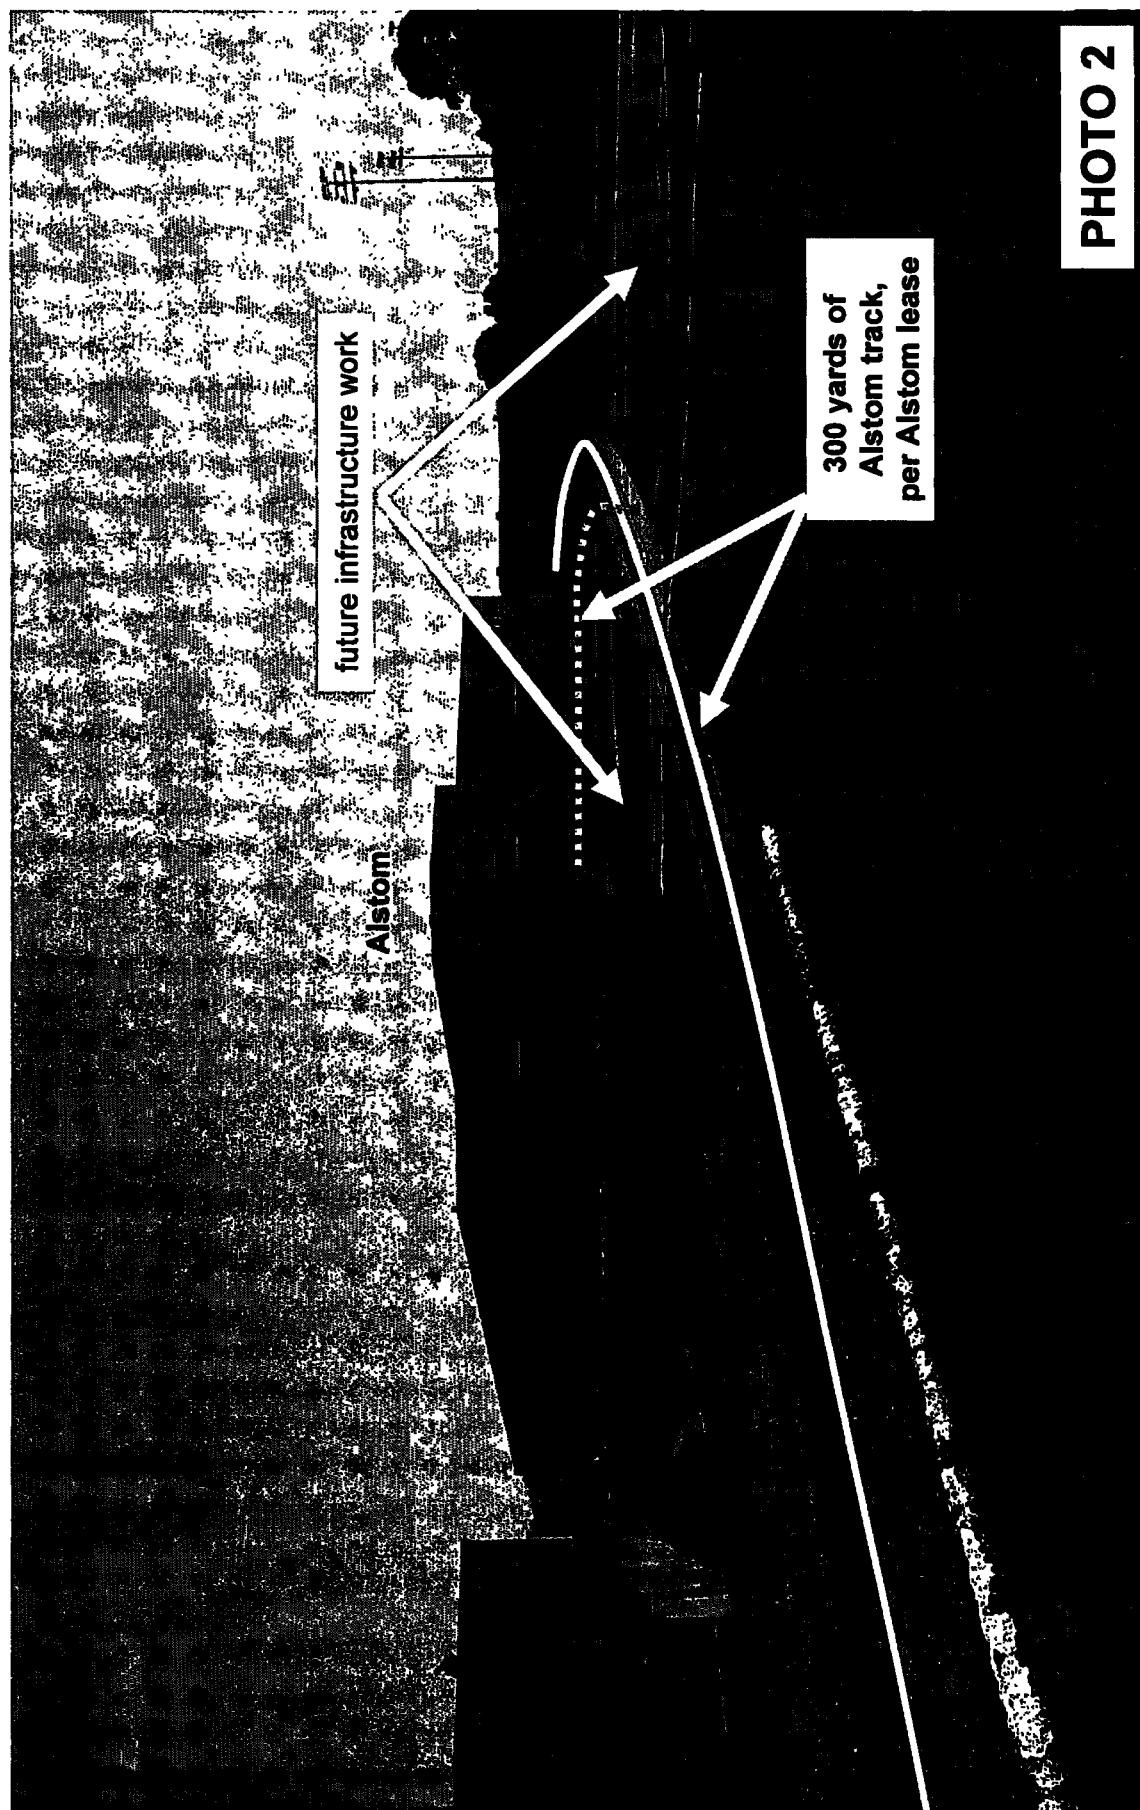 future infrastructure work
Alstom
300 yards of
Alstom track,
per Alstom lease
PHOTO 2